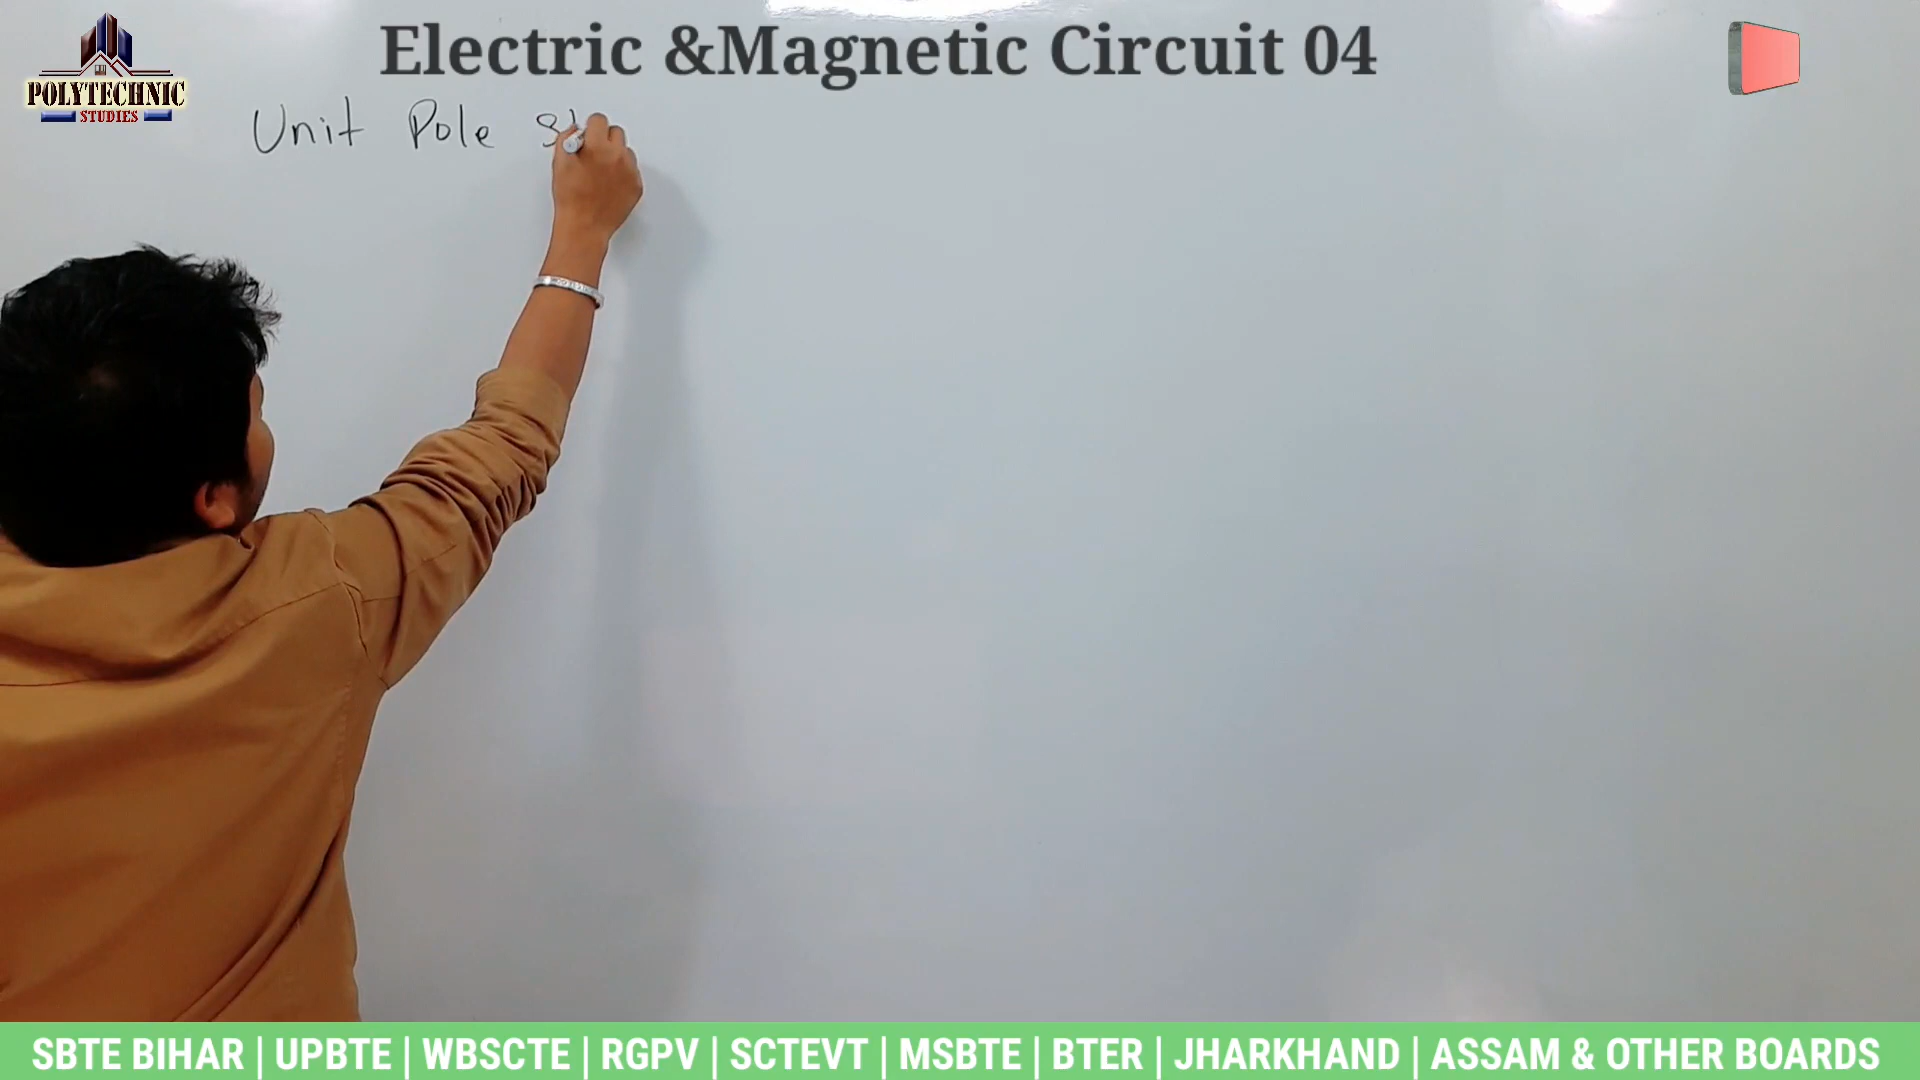 Electric &Magnetic Circuit 04
POLYTECHNIC
STUDIES
Unit Pole
SBTE BIHAR | UPBTE | WBSCTE | RGPV | SCTEVT | MSBTE | BTER | JHARKHAND | ASSAM & OTHER BOARDS